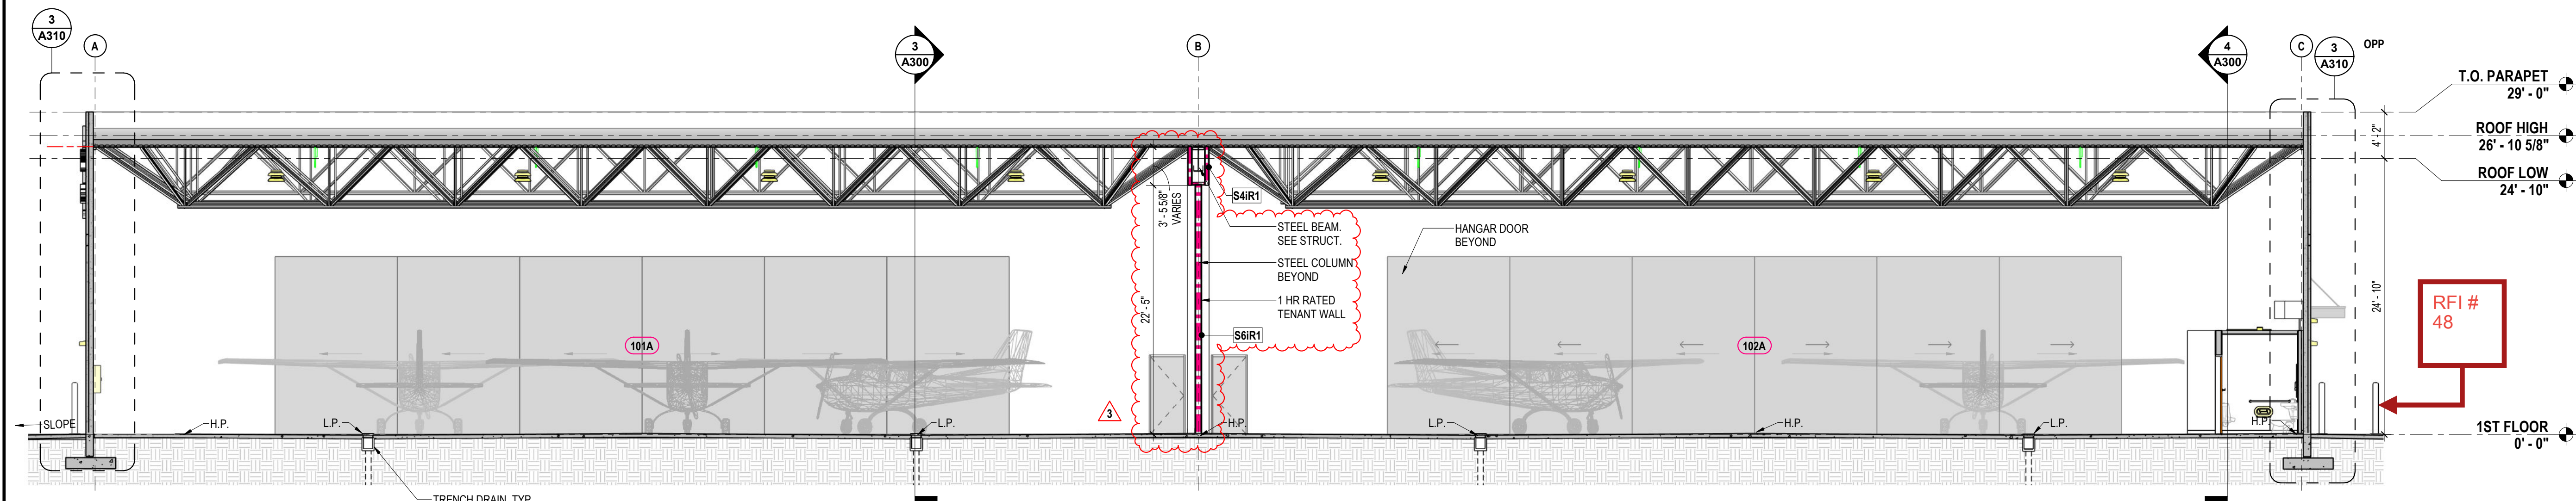 3
A310
A
3
A300
B
4
A300
C
3
A310
OPP
T.O. PARAPET
29' - 0"
ROOF HIGH
26' - 10 5/8"
ROOF LOW
24' - 10"
4' - 2"
24' - 10"
3' - 5 5/8"
VARIES
22' - 5"
S4iR1
STEEL BEAM.
SEE STRUCT.
STEEL COLUMN
BEYOND
1 HR RATED
TENANT WALL
S6iR1
HANGAR DOOR
BEYOND
101A
102A
RFI #
48
3
SLOPE
H.P.
L.P.
L.P.
H.P.
L.P.
H.P.
L.P.
H.P.
1ST FLOOR
0' - 0"
TRENCH DRAIN, TYP.